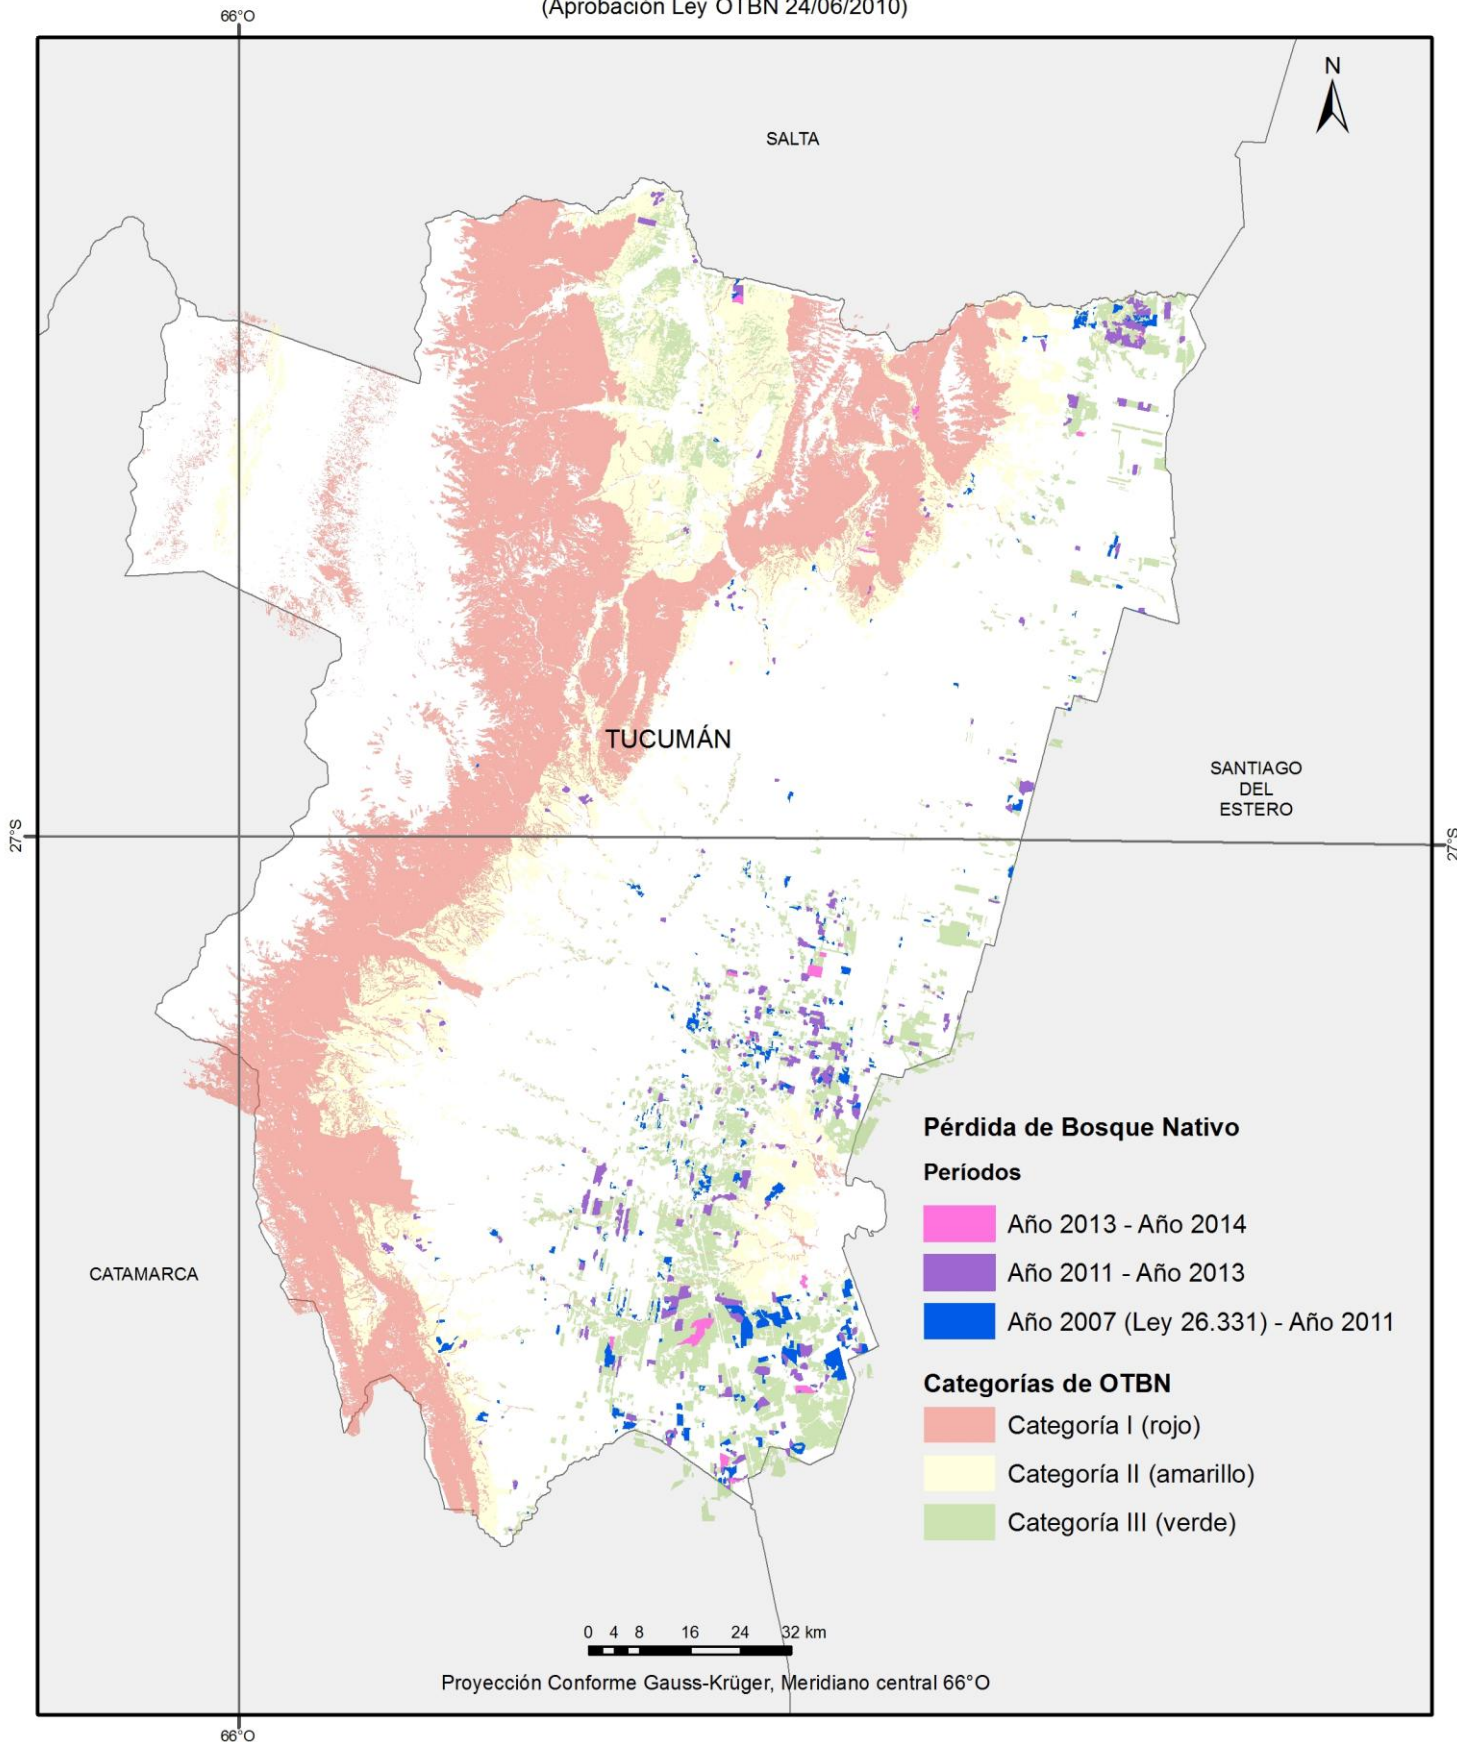 (Aprobación Ley OTBN 24/06/2010)
66°O
N
SALTA
TUCUMÁN
SANTIAGO
DEL
ESTERO
27°S
27°S
CATAMARCA
Pérdida de Bosque Nativo
Períodos
Año 2013 - Año 2014
Año 2011 - Año 2013
Año 2007 (Ley 26.331) - Año 2011
Categorías de OTBN
Categoría I (rojo)
Categoría II (amarillo)
Categoría III (verde)
0 4 8 16 24 32 km
Proyección Conforme Gauss-Krüger, Meridiano central 66°O
66°O